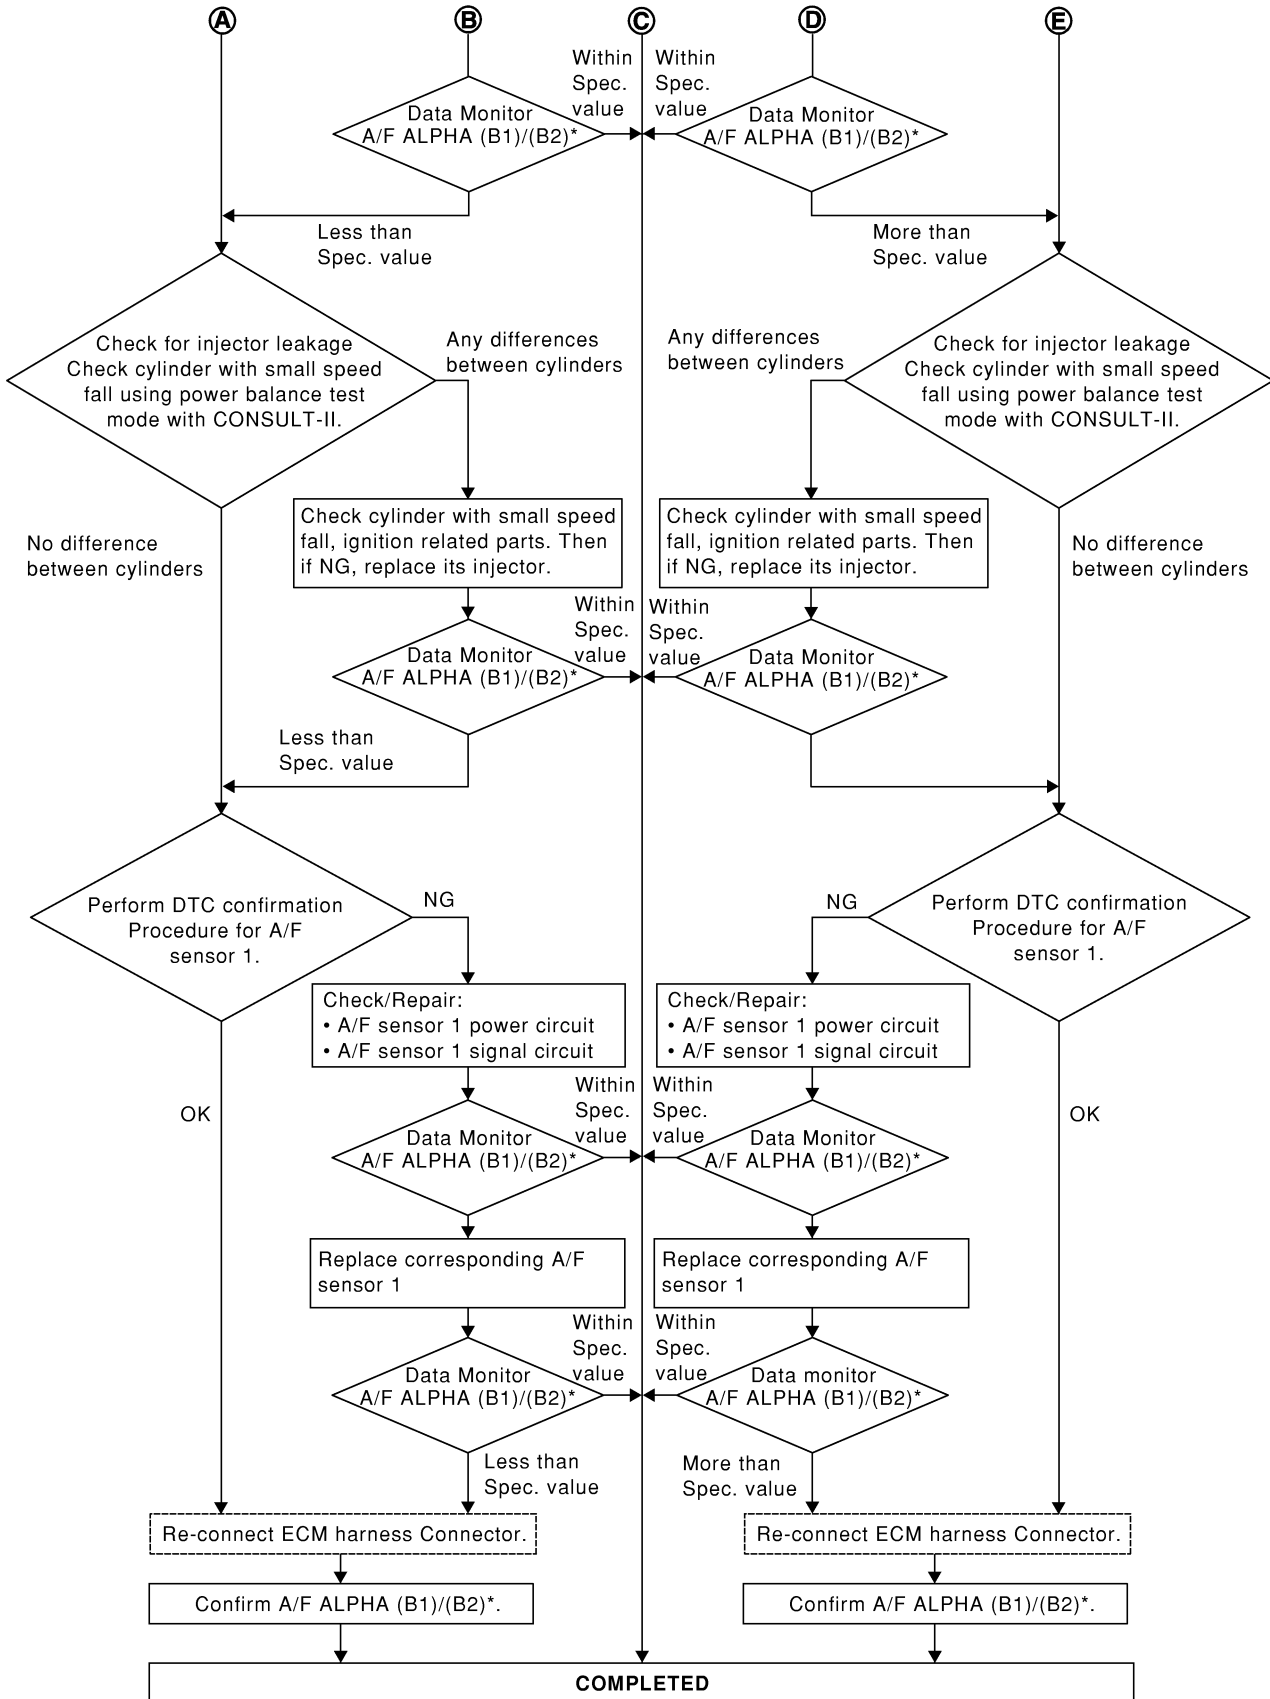 A
B
C
D
E
Within
Spec.
value
Within
Spec.
value
Data Monitor
A/F ALPHA (B1)/(B2)*
Data Monitor
A/F ALPHA (B1)/(B2)*
Less than
Spec. value
More than
Spec. value
Check for injector leakage
Check cylinder with small speed
fall using power balance test
mode with CONSULT-II.
Any differences
between cylinders
Any differences
between cylinders
Check for injector leakage
Check cylinder with small speed
fall using power balance test
mode with CONSULT-II.
No difference
between cylinders
Check cylinder with small speed
fall, ignition related parts. Then
if NG, replace its injector.
Check cylinder with small speed
fall, ignition related parts. Then
if NG, replace its injector.
No difference
between cylinders
Within
Spec.
value
Within
Spec.
value
Data Monitor
A/F ALPHA (B1)/(B2)*
Data Monitor
A/F ALPHA (B1)/(B2)*
Less than
Spec. value
Perform DTC confirmation
Procedure for A/F
sensor 1.
NG
NG
Perform DTC confirmation
Procedure for A/F
sensor 1.
Check/Repair:
• A/F sensor 1 power circuit
• A/F sensor 1 signal circuit
Check/Repair:
• A/F sensor 1 power circuit
• A/F sensor 1 signal circuit
OK
Within
Spec.
value
Within
Spec.
value
OK
Data Monitor
A/F ALPHA (B1)/(B2)*
Data Monitor
A/F ALPHA (B1)/(B2)*
Replace corresponding A/F
sensor 1
Replace corresponding A/F
sensor 1
Within
Spec.
value
Within
Spec.
value
Data Monitor
A/F ALPHA (B1)/(B2)*
Data monitor
A/F ALPHA (B1)/(B2)*
Less than
Spec. value
More than
Spec. value
Re-connect ECM harness Connector.
Re-connect ECM harness Connector.
Confirm A/F ALPHA (B1)/(B2)*.
Confirm A/F ALPHA (B1)/(B2)*.
COMPLETED